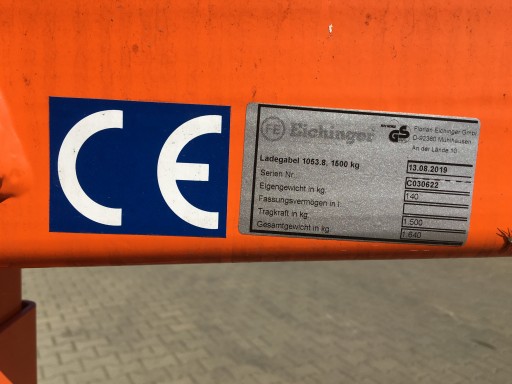 CE
FE Eichinger GS Florian Eichinger GmbH
D-92360 Mühlhausen
An der Lände 10
Ladegabel 1053.8, 1500 kg 13.08.2019
Serien Nr. C030622
Eigengewicht in kg. 140
Fassungsvermögen in l
Tragkraft in kg. 1.500
Gesamtgewicht in kg. 1.640